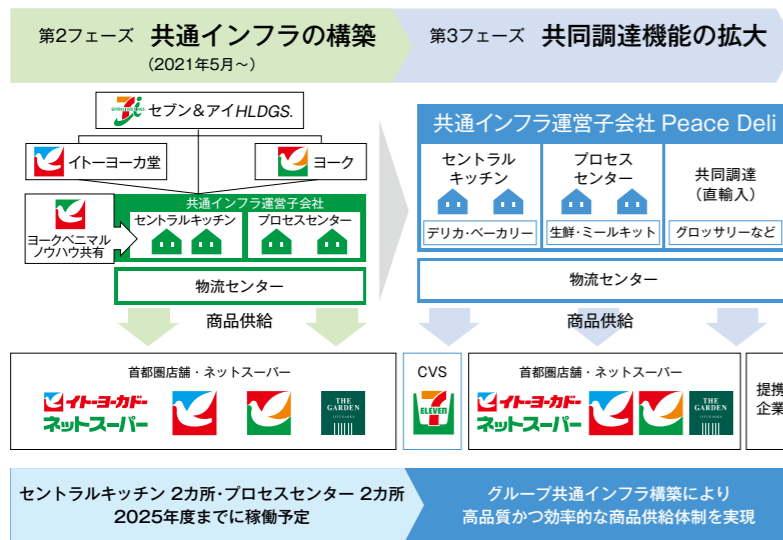 第2フェーズ 共通インフラの構築
（2021年5月～）
第3フェーズ 共同調達機能の拡大
セブン＆アイHLDGS.
イトーヨーカ堂
ヨーク
ヨークベニマル
ノウハウ共有
共通インフラ運営子会社
セントラルキッチン
プロセスセンター
物流センター
商品供給
首都圏店舗・ネットスーパー
イトーヨーカドー
ネットスーパー
THE
GARDEN
共通インフラ運営子会社 Peace Deli
セントラル
キッチン
デリカ・ベーカリー
プロセス
センター
生鮮・ミールキット
共同調達
（直輸入）
グロッサリーなど
物流センター
商品供給
CVS
7
ELEVEN
首都圏店舗・ネットスーパー
イトーヨーカドー
ネットスーパー
THE
GARDEN
提携
企業
セントラルキッチン 2カ所・プロセスセンター 2カ所
2025年度までに稼働予定
グループ共通インフラ構築により
高品質かつ効率的な商品供給体制を実現